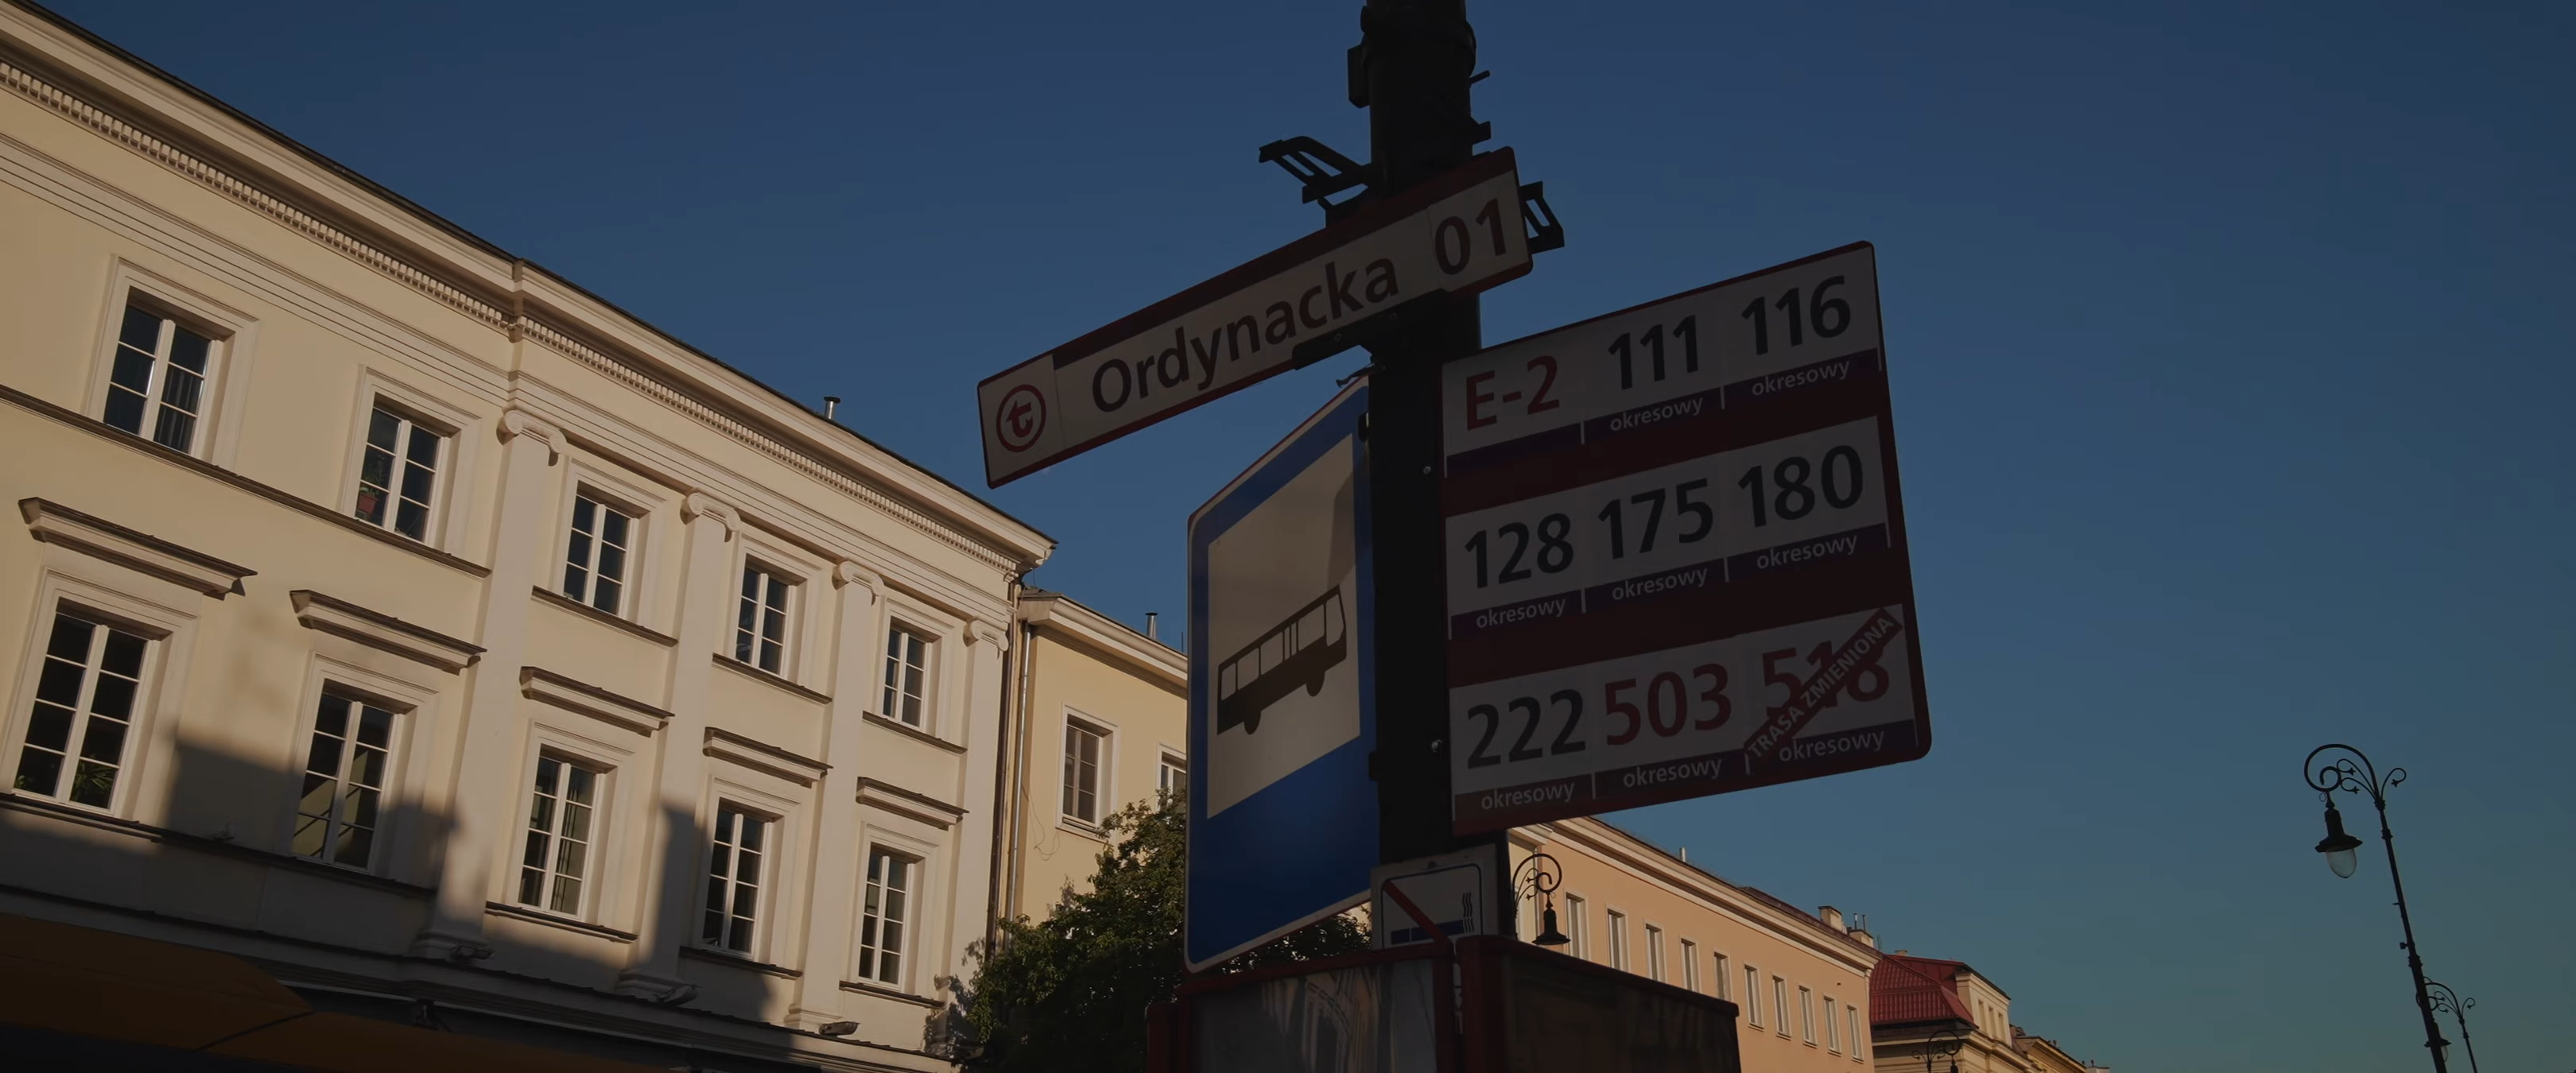 t Ordynacka 01
E-2 111 116
okresowy okresowy
128 175 180
okresowy okresowy okresowy
222 503 518
TRASA ZMIENIONA
okresowy okresowy okresowy